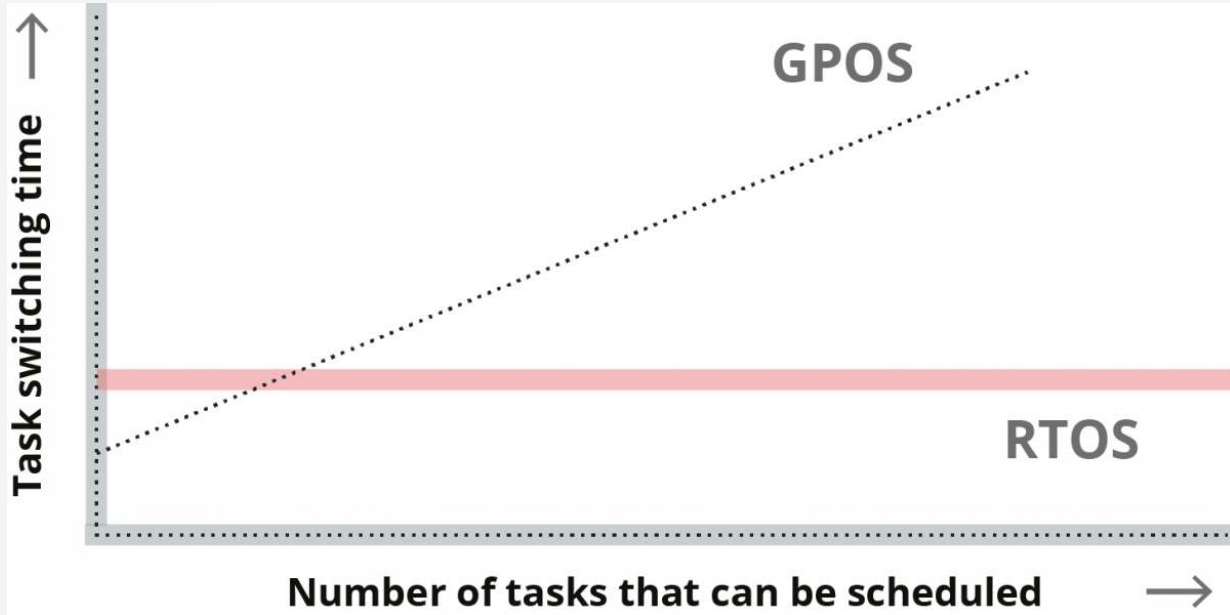 GPOS
Task switching time
RTOS
Number of tasks that can be scheduled